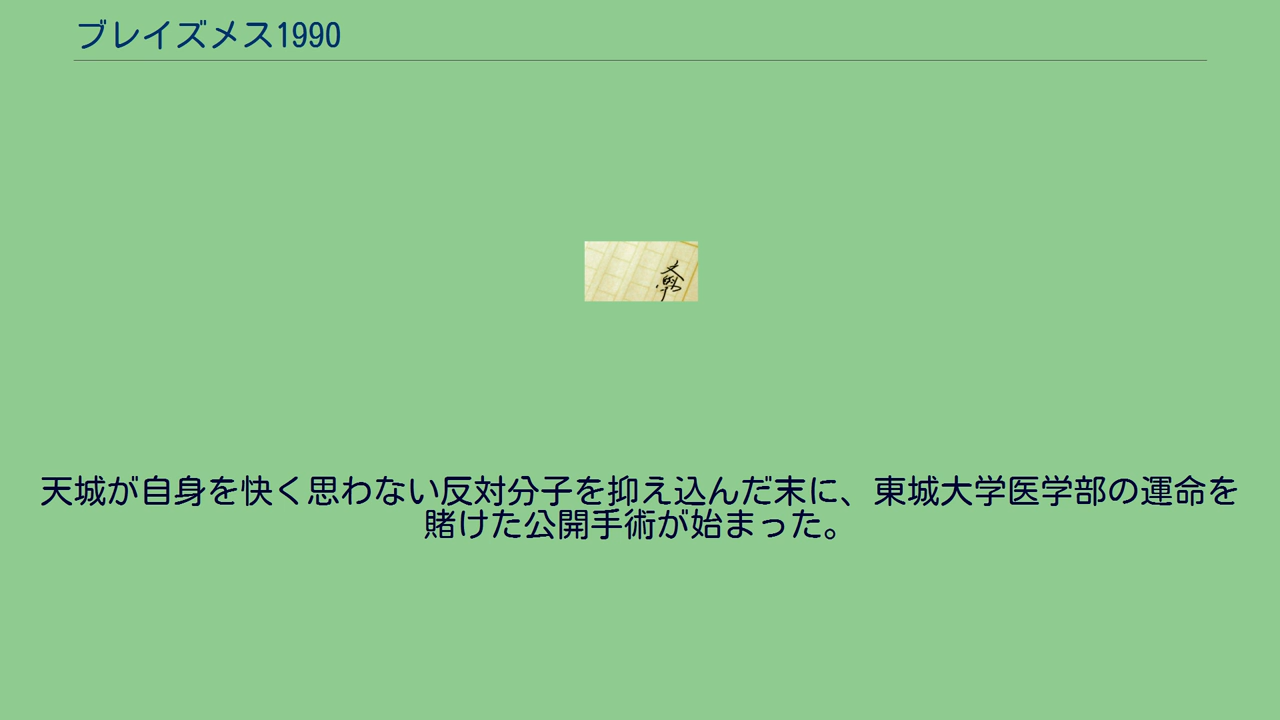 ブレイズメス1990
天城が自身を快く思わない反対分子を抑え込んだ末に、東城大学医学部の運命を
賭けた公開手術が始まった。